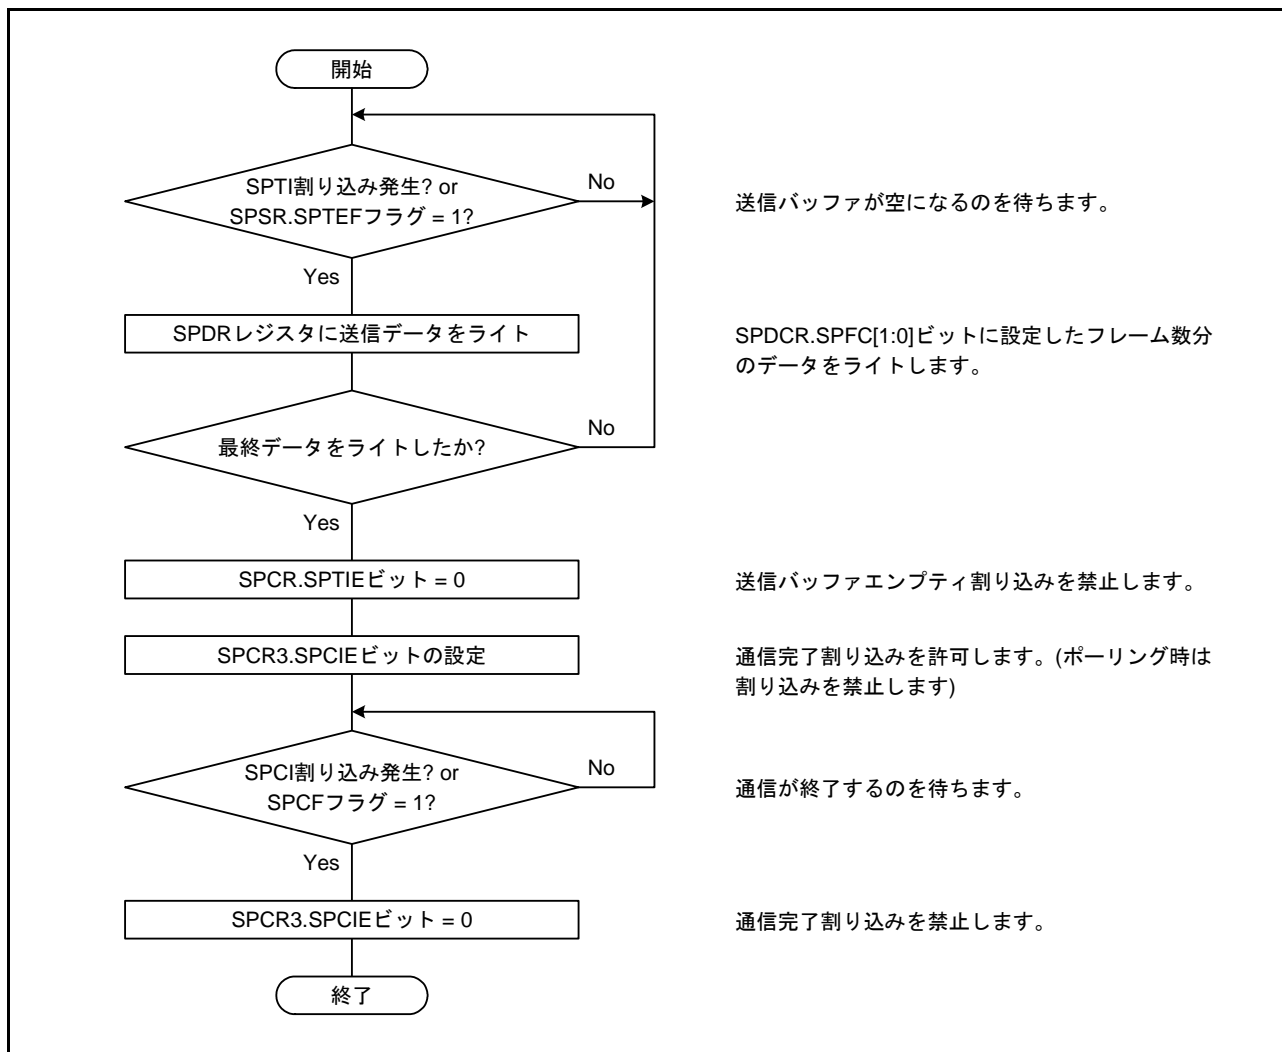 開始
SPTI割り込み発生? or
SPSR.SPTEFフラグ = 1?
No
送信バッファが空になるのを待ちます。
Yes
SPDRレジスタに送信データをライト
SPDCR.SPFC[1:0]ビットに設定したフレーム数分
のデータをライトします。
最終データをライトしたか?
No
Yes
SPCR.SPTIEビット = 0
送信バッファエンプティ割り込みを禁止します。
SPCR3.SPCIEビットの設定
通信完了割り込みを許可します。(ポーリング時は
割り込みを禁止します)
SPCI割り込み発生? or
SPCFフラグ = 1?
No
通信が終了するのを待ちます。
Yes
SPCR3.SPCIEビット = 0
通信完了割り込みを禁止します。
終了